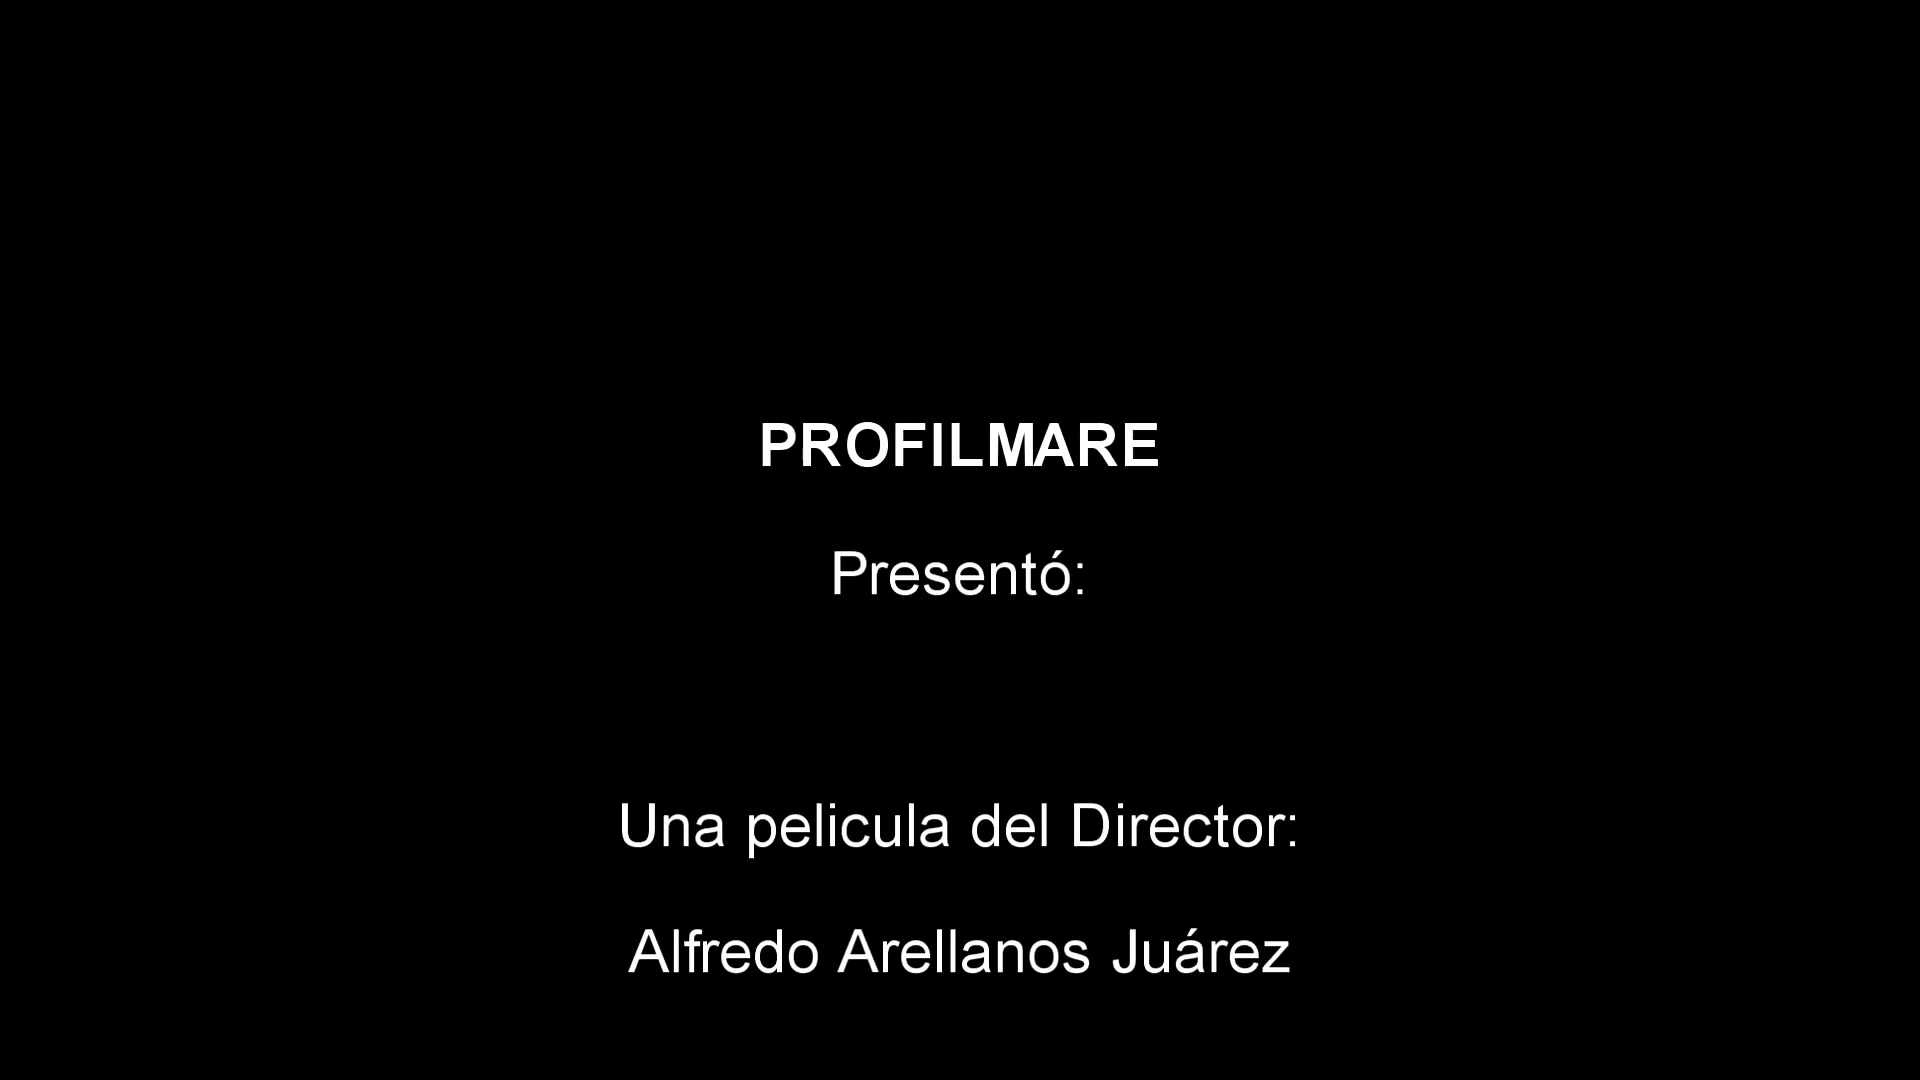 PROFILMARE
Presentó:
Una pelicula del Director:
Alfredo Arellanos Juárez